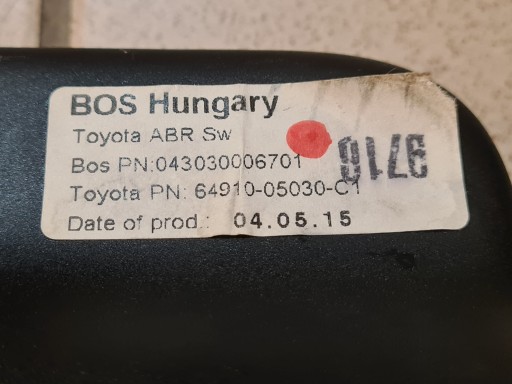 BOS Hungary
Toyota ABR Sw
Bos PN:043030006701
Toyota PN: 64910-05030-C1
Date of prod.: 04.05.15